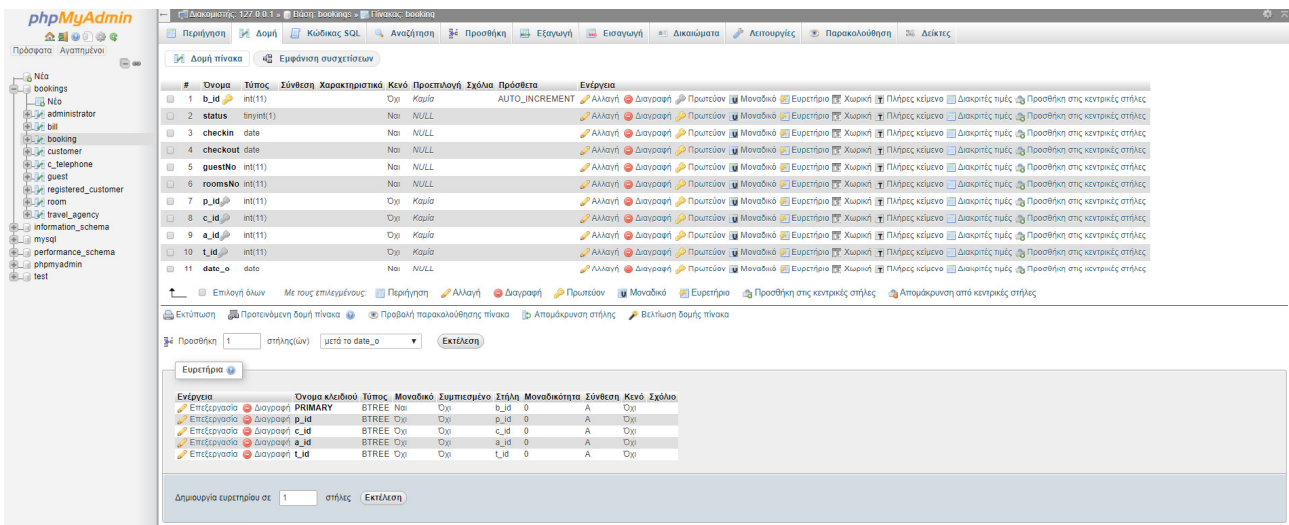 phpMyAdmin
Πρόσφατα Αγαπημένοι
Νέα
bookings
Νέο
administrator
bill
booking
customer
c_telephone
guest
registered_customer
room
travel_agency
information_schema
mysql
performance_schema
phpmyadmin
test
Διακομιστής: 127.0.0.1 » Βάση: bookings » Πίνακας: booking
Περιήγηση Δομή Κώδικας SQL Αναζήτηση Προσθήκη Εξαγωγή Εισαγωγή Δικαιώματα Λειτουργίες Παρακολούθηση Δείκτες
Δομή πίνακα Εμφάνιση συσχετίσεων
# Όνομα Τύπος Σύνθεση Χαρακτηριστικά Κενό Προεπιλογή Σχόλια Πρόσθετα Ενέργεια
1 b_id int(11) Όχι Καμία AUTO_INCREMENT Αλλαγή Διαγραφή Πρωτεύον Μοναδικό Ευρετήριο Χωρική Πλήρες κείμενο Διακριτές τιμές Προσθήκη στις κεντρικές στήλες
2 status tinyint(1) Ναι NULL Αλλαγή Διαγραφή Πρωτεύον Μοναδικό Ευρετήριο Χωρική Πλήρες κείμενο Διακριτές τιμές Προσθήκη στις κεντρικές στήλες
3 checkin date Ναι NULL Αλλαγή Διαγραφή Πρωτεύον Μοναδικό Ευρετήριο Χωρική Πλήρες κείμενο Διακριτές τιμές Προσθήκη στις κεντρικές στήλες
4 checkout date Ναι NULL Αλλαγή Διαγραφή Πρωτεύον Μοναδικό Ευρετήριο Χωρική Πλήρες κείμενο Διακριτές τιμές Προσθήκη στις κεντρικές στήλες
5 guestNo int(11) Ναι NULL Αλλαγή Διαγραφή Πρωτεύον Μοναδικό Ευρετήριο Χωρική Πλήρες κείμενο Διακριτές τιμές Προσθήκη στις κεντρικές στήλες
6 roomsNo int(11) Ναι NULL Αλλαγή Διαγραφή Πρωτεύον Μοναδικό Ευρετήριο Χωρική Πλήρες κείμενο Διακριτές τιμές Προσθήκη στις κεντρικές στήλες
7 p_id int(11) Όχι Καμία Αλλαγή Διαγραφή Πρωτεύον Μοναδικό Ευρετήριο Χωρική Πλήρες κείμενο Διακριτές τιμές Προσθήκη στις κεντρικές στήλες
8 c_id int(11) Όχι Καμία Αλλαγή Διαγραφή Πρωτεύον Μοναδικό Ευρετήριο Χωρική Πλήρες κείμενο Διακριτές τιμές Προσθήκη στις κεντρικές στήλες
9 a_id int(11) Όχι Καμία Αλλαγή Διαγραφή Πρωτεύον Μοναδικό Ευρετήριο Χωρική Πλήρες κείμενο Διακριτές τιμές Προσθήκη στις κεντρικές στήλες
10 t_id int(11) Όχι Καμία Αλλαγή Διαγραφή Πρωτεύον Μοναδικό Ευρετήριο Χωρική Πλήρες κείμενο Διακριτές τιμές Προσθήκη στις κεντρικές στήλες
11 date_o date Ναι NULL Αλλαγή Διαγραφή Πρωτεύον Μοναδικό Ευρετήριο Χωρική Πλήρες κείμενο Διακριτές τιμές Προσθήκη στις κεντρικές στήλες
Επιλογή όλων Με τους επιλεγμένους: Περιήγηση Αλλαγή Διαγραφή Πρωτεύον Μοναδικό Ευρετήριο Προσθήκη στις κεντρικές στήλες Απομάκρυνση από κεντρικές στήλες
Εκτύπωση Προτεινόμενη δομή πίνακα Προβολή παρακολούθησης πίνακα Απομάκρυνση στήλης Βελτίωση δομής πίνακα
Προσθήκη 1 στήλης(ών) μετά το date_o Εκτέλεση
Ευρετήρια
Ενέργεια Όνομα κλειδιού Τύπος Μοναδικό Συμπιεσμένο Στήλη Μοναδικότητα Σύνθεση Κενό Σχόλιο
Επεξεργασία Διαγραφή PRIMARY BTREE Ναι Όχι b_id 0 A Όχι
Επεξεργασία Διαγραφή p_id BTREE Όχι Όχι p_id 0 A Όχι
Επεξεργασία Διαγραφή c_id BTREE Όχι Όχι c_id 0 A Όχι
Επεξεργασία Διαγραφή a_id BTREE Όχι Όχι a_id 0 A Όχι
Επεξεργασία Διαγραφή t_id BTREE Όχι Όχι t_id 0 A Όχι
Δημιουργία ευρετηρίου σε 1 στήλες Εκτέλεση